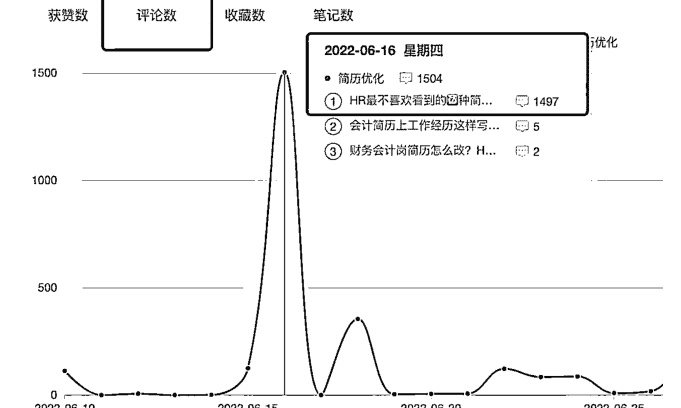 获赞数 评论数 收藏数 笔记数
历优化
2022-06-16 星期四
简历优化 1504
① HR最不喜欢看到的种简... 1497
② 会计简历上工作经历这样写... 5
③ 财务会计岗简历怎么改？H... 2
1500
1000
500
0